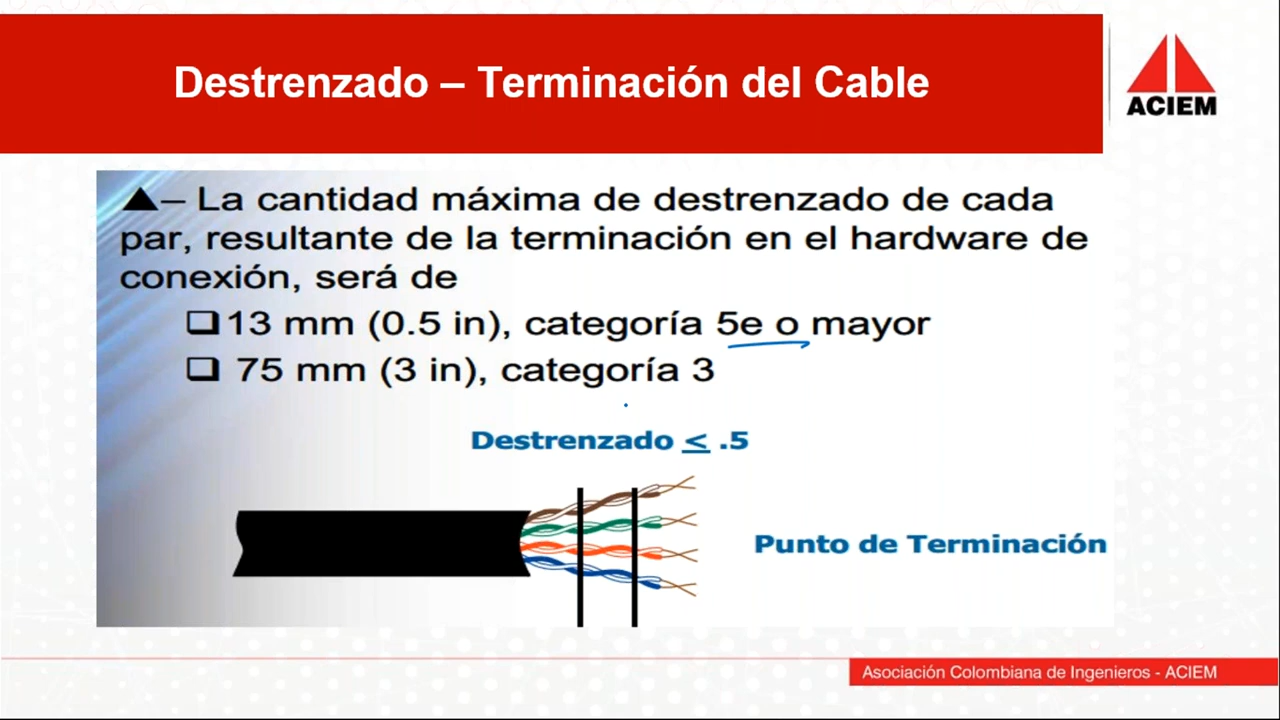 Destrenzado – Terminación del Cable
ACIEM
– La cantidad máxima de destrenzado de cada
par, resultante de la terminación en el hardware de
conexión, será de
13 mm (0.5 in), categoría 5e o mayor
75 mm (3 in), categoría 3
Destrenzado ≤ .5
Punto de Terminación
Asociación Colombiana de Ingenieros - ACIEM